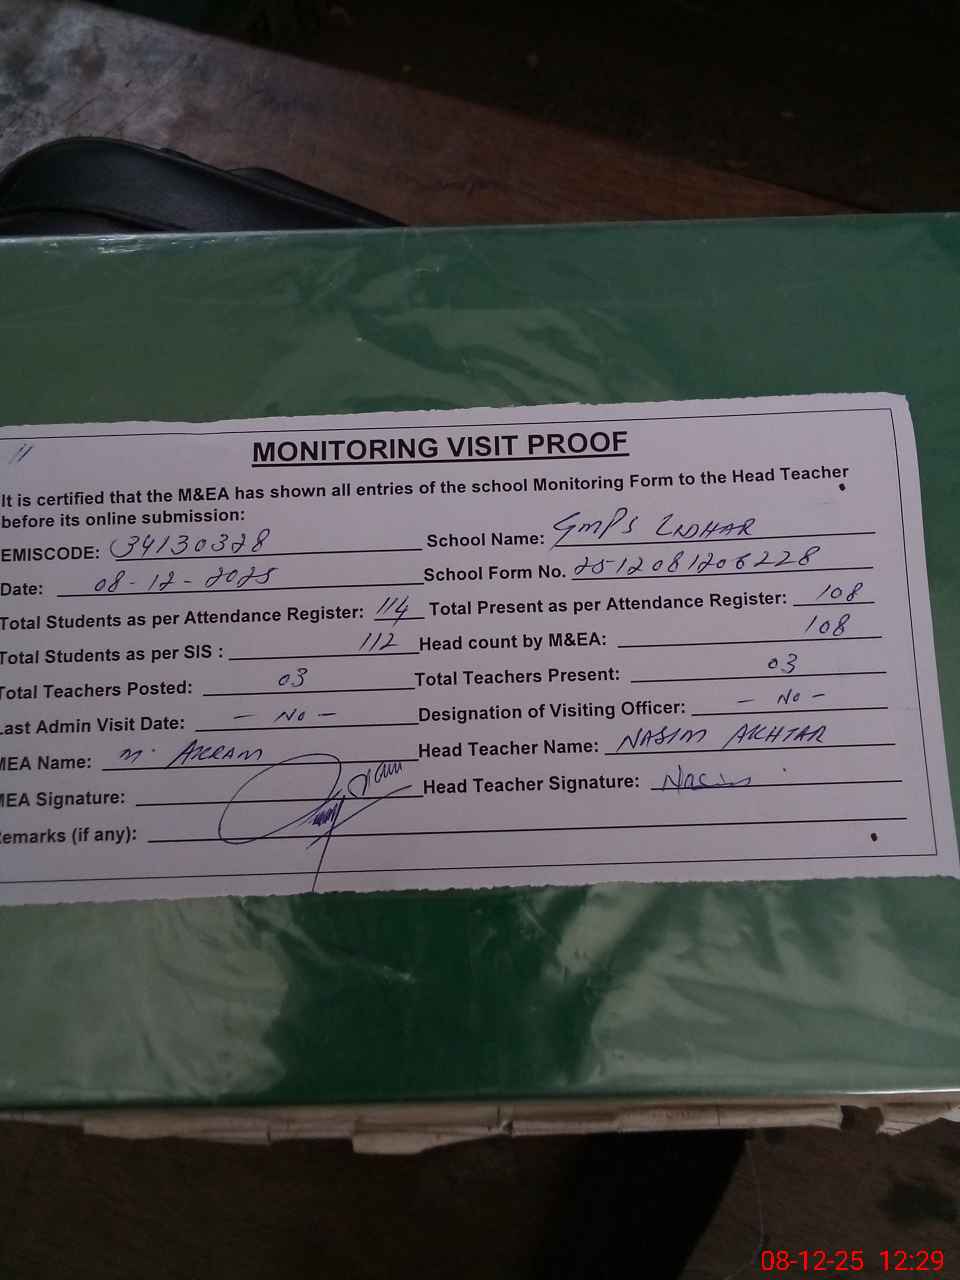 11
MONITORING VISIT PROOF
It is certified that the M&EA has shown all entries of the school Monitoring Form to the Head Teacher
before its online submission:
EMISCODE: 34130328 School Name: GMPS LIDHAR
Date: 08-12-2025 School Form No. 2512081206228
Total Students as per Attendance Register: 114 Total Present as per Attendance Register: 108
Total Students as per SIS : 112 Head count by M&EA: 108
Total Teachers Posted: 03 Total Teachers Present: 03
Last Admin Visit Date: - No - Designation of Visiting Officer: - No -
MEA Name: M. AKRAM Head Teacher Name: NASIM AKHTAR
MEA Signature: Head Teacher Signature: Nasim
Remarks (if any):
08-12-25 12:29